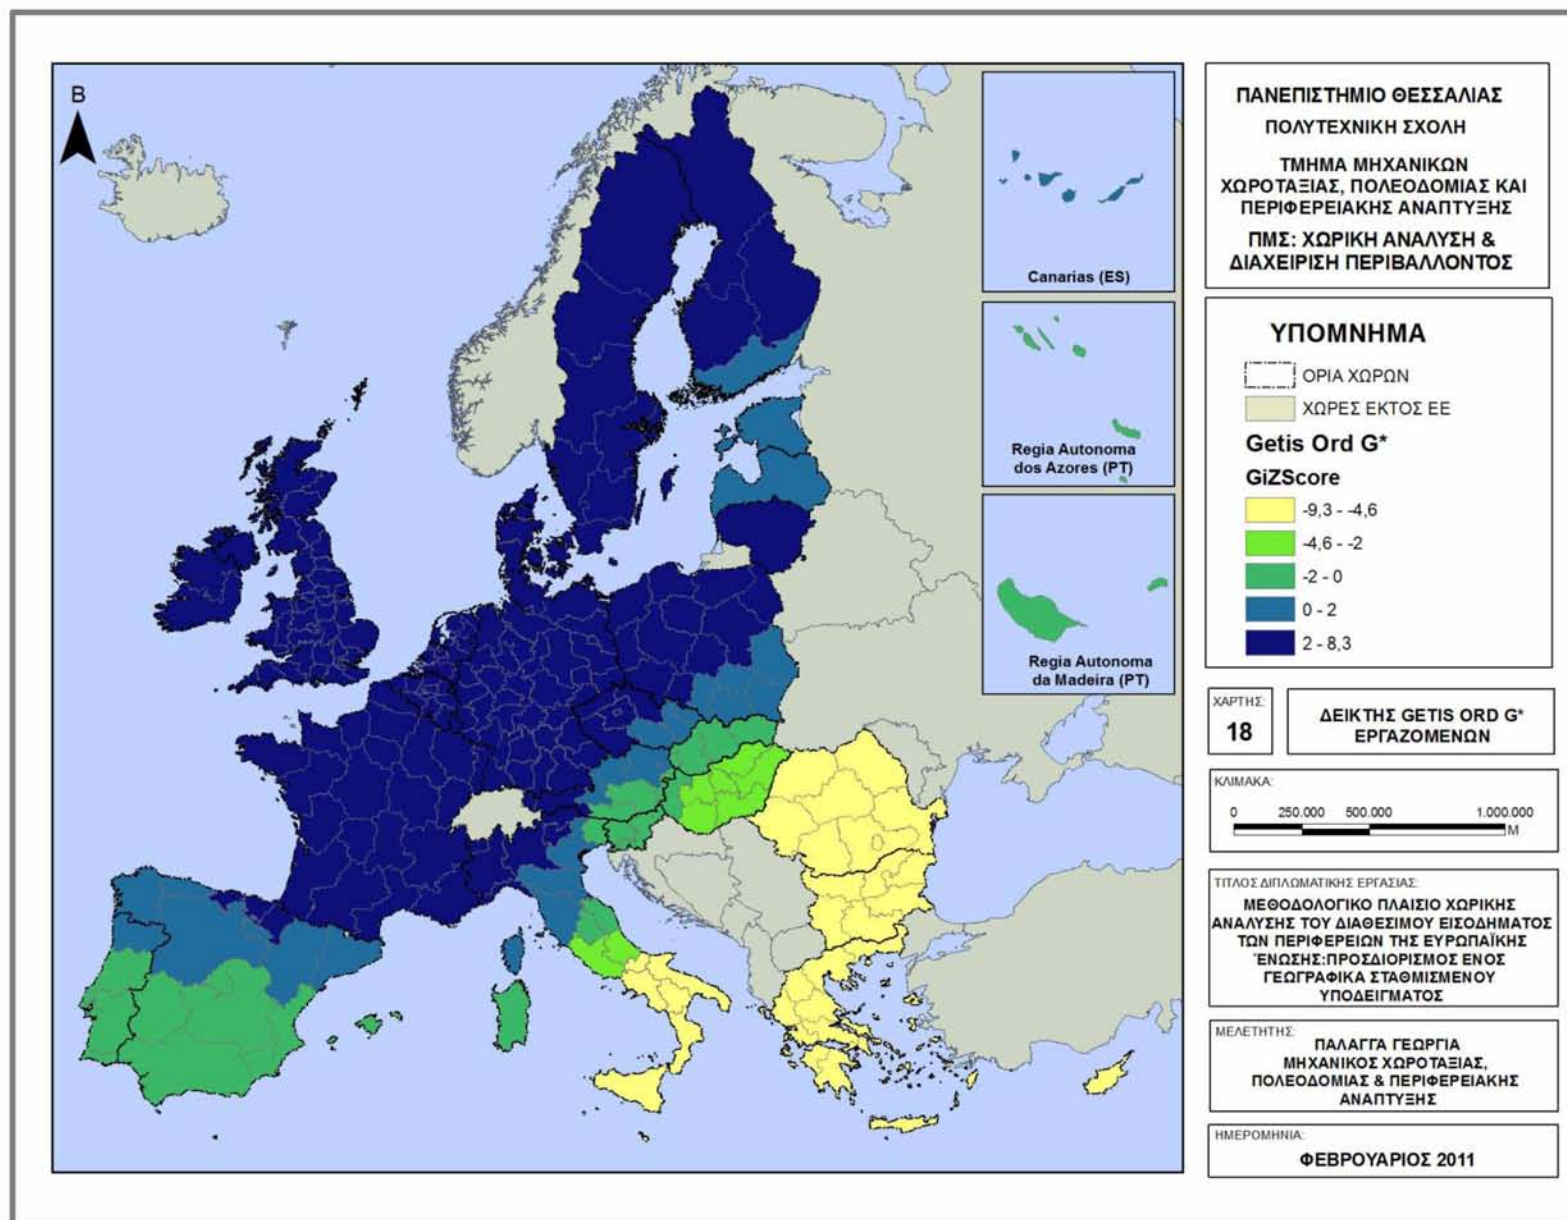 B
Canarias (ES)
Regia Autonoma
dos Azores (PT)
Regia Autonoma
da Madeira (PT)
ΠΑΝΕΠΙΣΤΗΜΙΟ ΘΕΣΣΑΛΙΑΣ
ΠΟΛΥΤΕΧΝΙΚΗ ΣΧΟΛΗ
ΤΜΗΜΑ ΜΗΧΑΝΙΚΩΝ
ΧΩΡΟΤΑΞΙΑΣ, ΠΟΛΕΟΔΟΜΙΑΣ ΚΑΙ
ΠΕΡΙΦΕΡΕΙΑΚΗΣ ΑΝΑΠΤΥΞΗΣ
ΠΜΣ: ΧΩΡΙΚΗ ΑΝΑΛΥΣΗ &
ΔΙΑΧΕΙΡΙΣΗ ΠΕΡΙΒΑΛΛΟΝΤΟΣ
ΥΠΟΜΝΗΜΑ
ΟΡΙΑ ΧΩΡΩΝ
ΧΩΡΕΣ ΕΚΤΟΣ ΕΕ
Getis Ord G*
GiZScore
-9,3 - -4,6
-4,6 - -2
-2 - 0
0 - 2
2 - 8,3
ΧΑΡΤΗΣ:
18
ΔΕΙΚΤΗΣ GETIS ORD G*
ΕΡΓΑΖΟΜΕΝΩΝ
ΚΛΙΜΑΚΑ:
0 250.000 500.000 1.000.000
M
ΤΙΤΛΟΣ ΔΙΠΛΩΜΑΤΙΚΗΣ ΕΡΓΑΣΙΑΣ:
ΜΕΘΟΔΟΛΟΓΙΚΟ ΠΛΑΙΣΙΟ ΧΩΡΙΚΗΣ
ΑΝΑΛΥΣΗΣ ΤΟΥ ΔΙΑΘΕΣΙΜΟΥ ΕΙΣΟΔΗΜΑΤΟΣ
ΤΩΝ ΠΕΡΙΦΕΡΕΙΩΝ ΤΗΣ ΕΥΡΩΠΑΪΚΗΣ
ΈΝΩΣΗΣ:ΠΡΟΣΔΙΟΡΙΣΜΟΣ ΕΝΟΣ
ΓΕΩΓΡΑΦΙΚΑ ΣΤΑΘΜΙΣΜΕΝΟΥ
ΥΠΟΔΕΙΓΜΑΤΟΣ
ΜΕΛΕΤΗΤΗΣ:
ΠΑΛΑΓΓΑ ΓΕΩΡΓΙΑ
ΜΗΧΑΝΙΚΟΣ ΧΩΡΟΤΑΞΙΑΣ,
ΠΟΛΕΟΔΟΜΙΑΣ & ΠΕΡΙΦΕΡΕΙΑΚΗΣ
ΑΝΑΠΤΥΞΗΣ
ΗΜΕΡΟΜΗΝΙΑ:
ΦΕΒΡΟΥΑΡΙΟΣ 2011